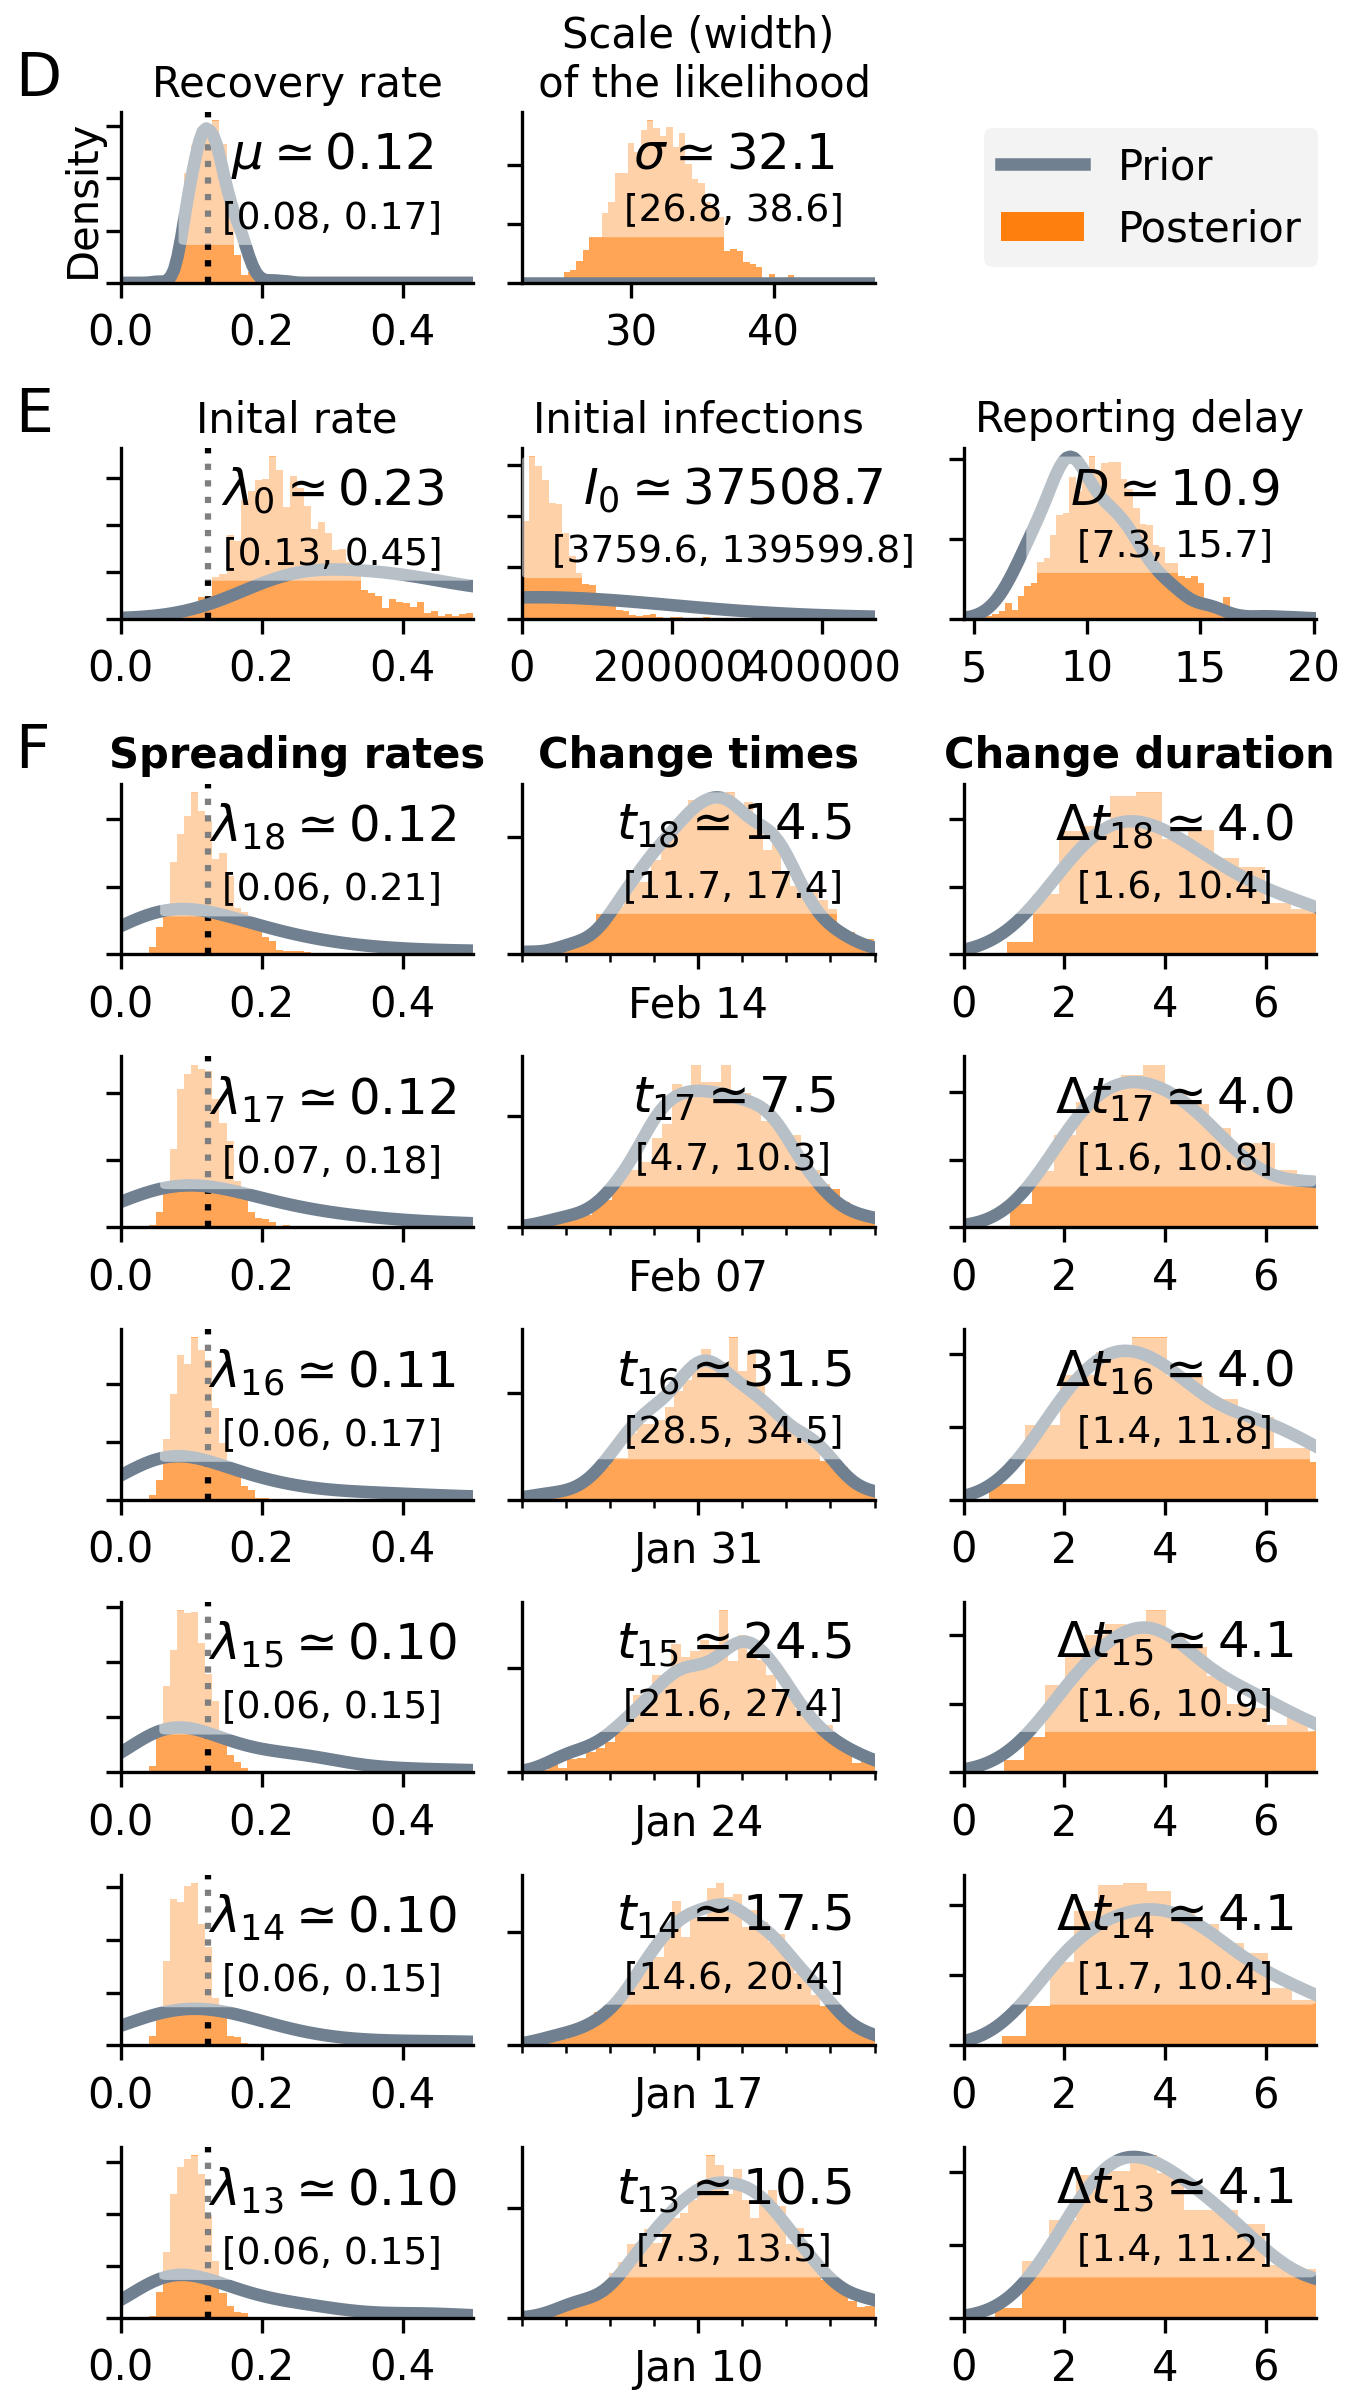 D
Recovery rate
Scale (width)
of the likelihood
Density
μ ≃ 0.12
[0.08, 0.17]
0.0 0.2 0.4
σ ≃ 32.1
[26.8, 38.6]
30 40
Prior
Posterior
E
Inital rate
λ0 ≃ 0.23
[0.13, 0.45]
0.0 0.2 0.4
Initial infections
I0 ≃ 37508.7
[3759.6, 139599.8]
0 200000 400000
Reporting delay
D ≃ 10.9
[7.3, 15.7]
5 10 15 20
F
Spreading rates
Change times
Change duration
λ18 ≃ 0.12
[0.06, 0.21]
0.0 0.2 0.4
t18 ≃ 14.5
[11.7, 17.4]
Feb 14
Δt18 ≃ 4.0
[1.6, 10.4]
0 2 4 6
λ17 ≃ 0.12
[0.07, 0.18]
0.0 0.2 0.4
t17 ≃ 7.5
[4.7, 10.3]
Feb 07
Δt17 ≃ 4.0
[1.6, 10.8]
0 2 4 6
λ16 ≃ 0.11
[0.06, 0.17]
0.0 0.2 0.4
t16 ≃ 31.5
[28.5, 34.5]
Jan 31
Δt16 ≃ 4.0
[1.4, 11.8]
0 2 4 6
λ15 ≃ 0.10
[0.06, 0.15]
0.0 0.2 0.4
t15 ≃ 24.5
[21.6, 27.4]
Jan 24
Δt15 ≃ 4.1
[1.6, 10.9]
0 2 4 6
λ14 ≃ 0.10
[0.06, 0.15]
0.0 0.2 0.4
t14 ≃ 17.5
[14.6, 20.4]
Jan 17
Δt14 ≃ 4.1
[1.7, 10.4]
0 2 4 6
λ13 ≃ 0.10
[0.06, 0.15]
0.0 0.2 0.4
t13 ≃ 10.5
[7.3, 13.5]
Jan 10
Δt13 ≃ 4.1
[1.4, 11.2]
0 2 4 6